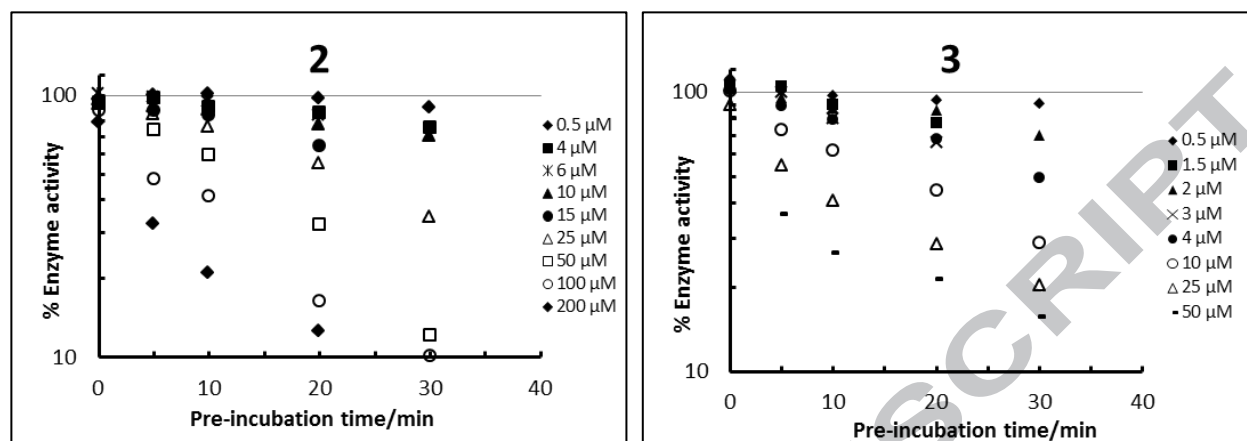 2
100
10
% Enzyme activity
0 10 20 30 40
Pre-incubation time/min
0.5 µM
4 µM
6 µM
10 µM
15 µM
25 µM
50 µM
100 µM
200 µM
3
100
10
% Enzyme activity
0 10 20 30 40
Pre-incubation time/min
0.5 µM
1.5 µM
2 µM
3 µM
4 µM
10 µM
25 µM
50 µM
SCRIPT